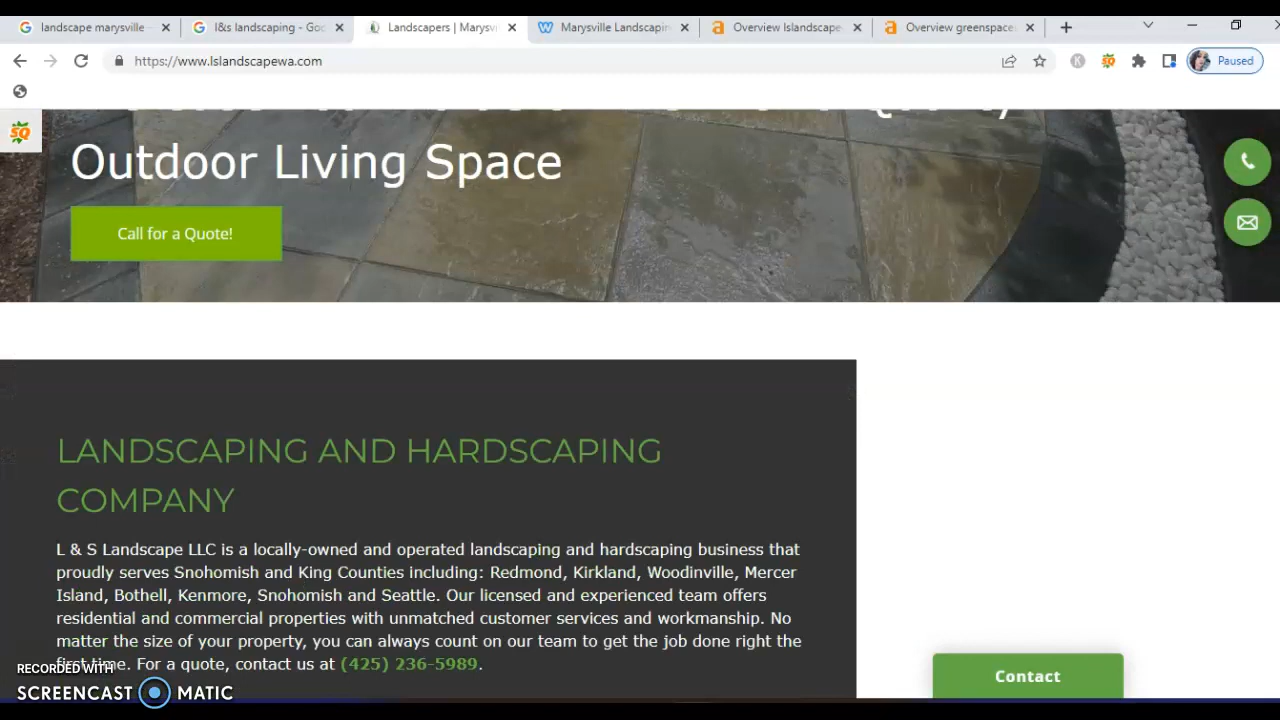 landscape marysville
l&s landscaping - Goo
Landscapers | Marysv
Marysville Landscapin
Overview lslandscape
Overview greenspaces
https://www.lslandscapewa.com
Paused
SQ
Outdoor Living Space
Call for a Quote!
LANDSCAPING AND HARDSCAPING
COMPANY
L & S Landscape LLC is a locally-owned and operated landscaping and hardscaping business that
proudly serves Snohomish and King Counties including: Redmond, Kirkland, Woodinville, Mercer
Island, Bothell, Kenmore, Snohomish and Seattle. Our licensed and experienced team offers
residential and commercial properties with unmatched customer services and workmanship. No
matter the size of your property, you can always count on our team to get the job done right the
first time. For a quote, contact us at (425) 236-5989.
Contact
RECORDED WITH
SCREENCAST MATIC